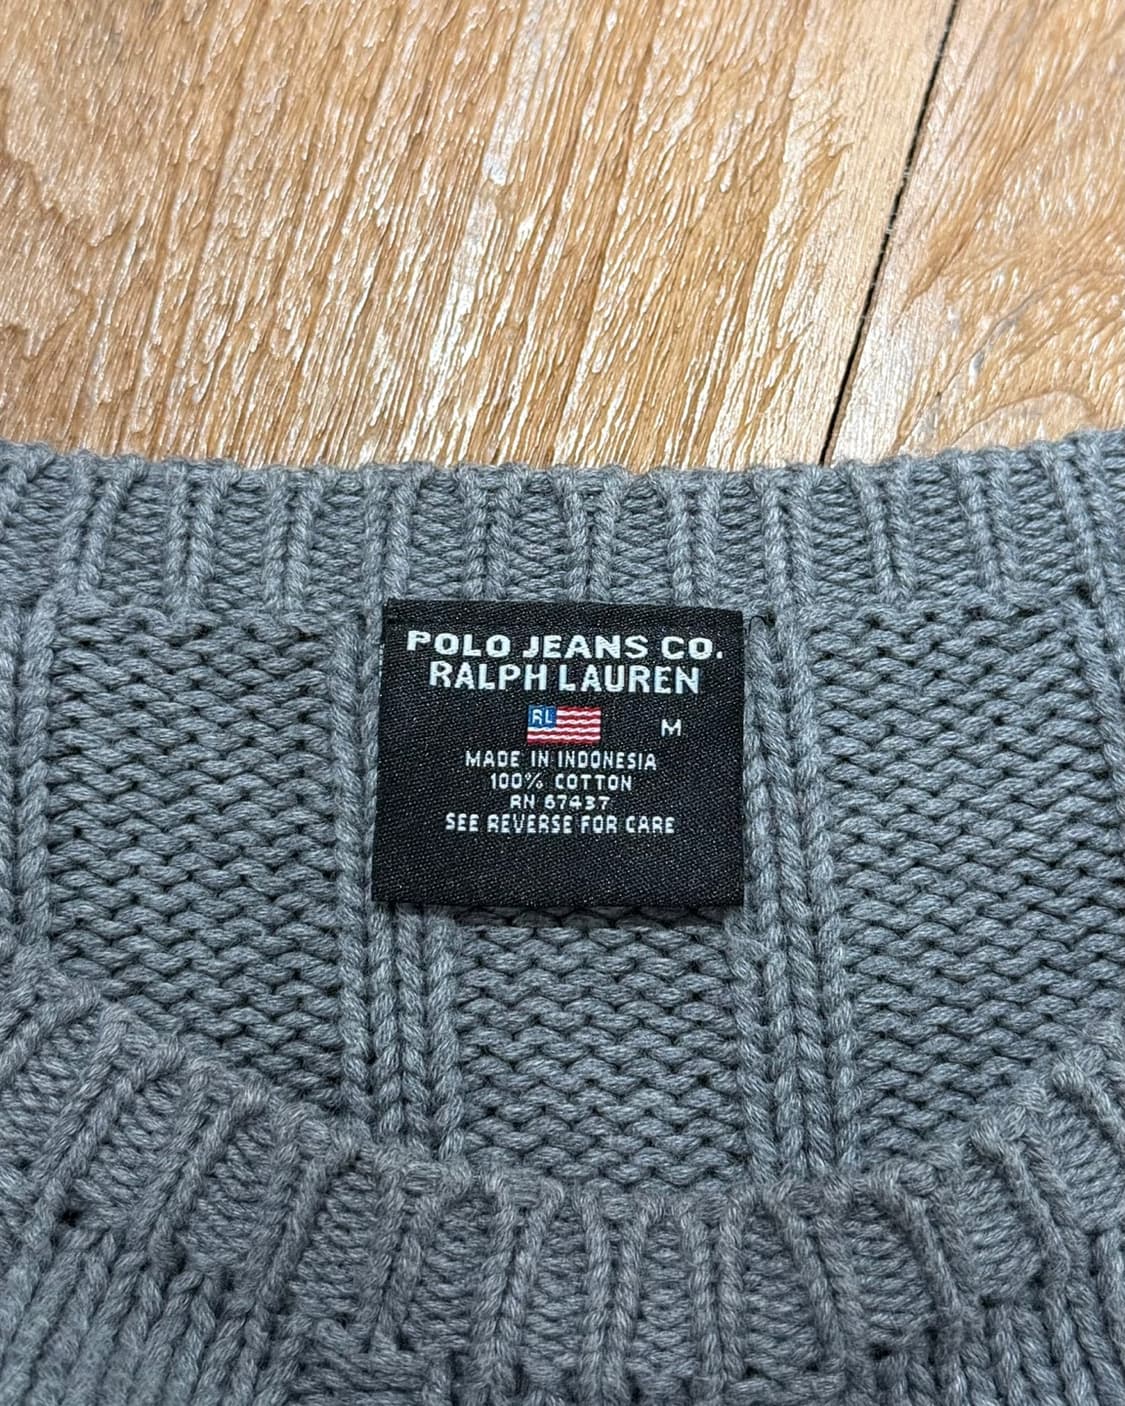 POLO JEANS CO.
RALPH LAUREN
RL
M
MADE IN INDONESIA
100% COTTON
RN 67437
SEE REVERSE FOR CARE